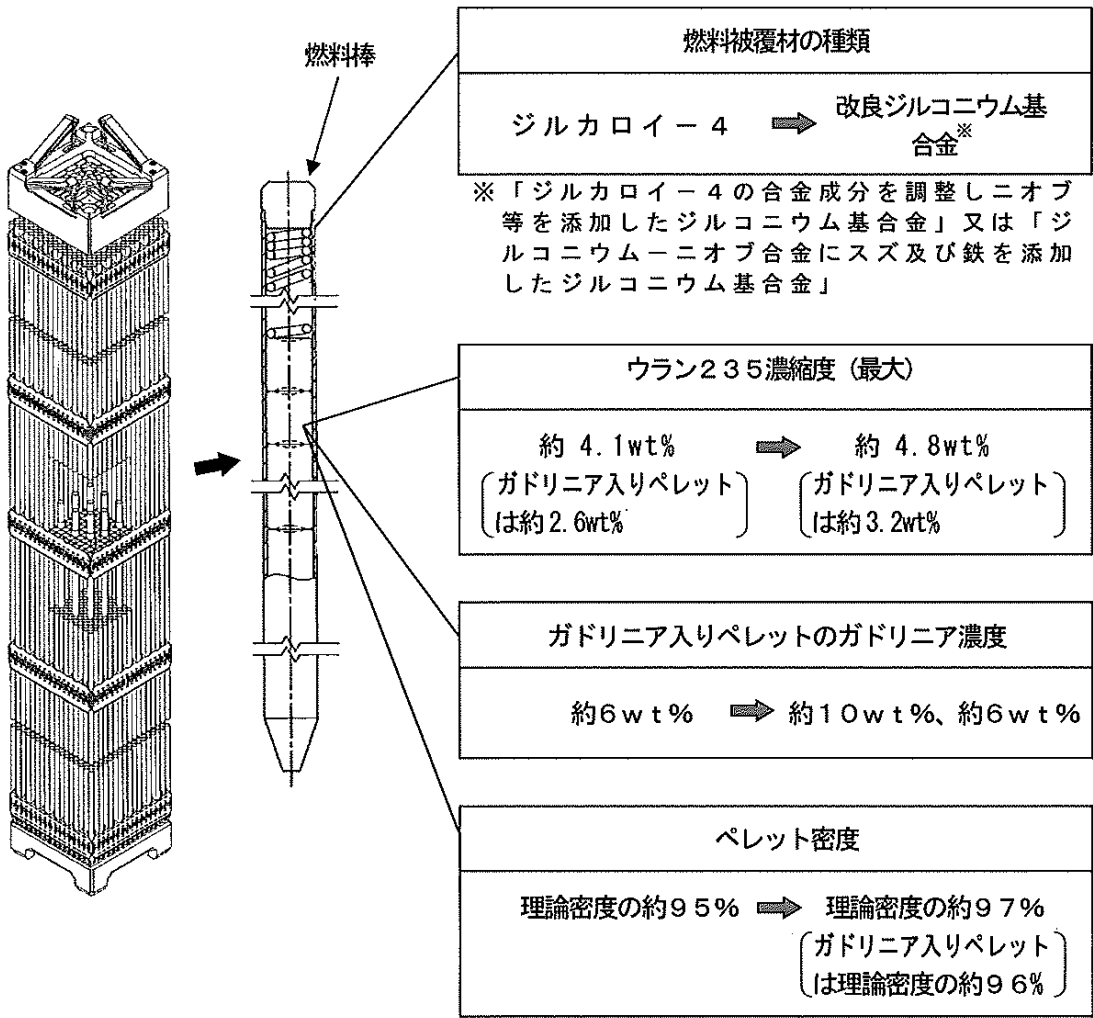 燃料棒
燃料被覆材の種類
ジルカロイ－４
改良ジルコニウム基
合金※
※「ジルカロイ－４の合金成分を調整しニオブ
等を添加したジルコニウム基合金」又は「ジ
ルコニウム－ニオブ合金にスズ及び鉄を添加
したジルコニウム基合金」
ウラン２３５濃縮度（最大）
約 4.1wt%
約 4.8wt%
ガドリニア入りペレット
は約2.6wt%
ガドリニア入りペレット
は約3.2wt%
ガドリニア入りペレットのガドリニア濃度
約６ｗｔ％
約１０ｗｔ％、約６ｗｔ％
ペレット密度
理論密度の約９５％
理論密度の約９７％
ガドリニア入りペレット
は理論密度の約９６％